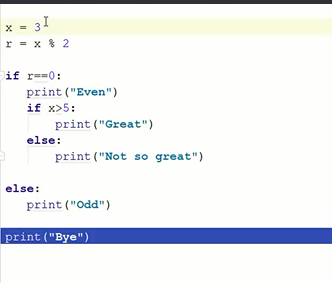 x = 3
r = x % 2
if r==0:
    print("Even")
    if x>5:
        print("Great")
    else:
        print("Not so great")
else:
    print("Odd")
print("Bye")